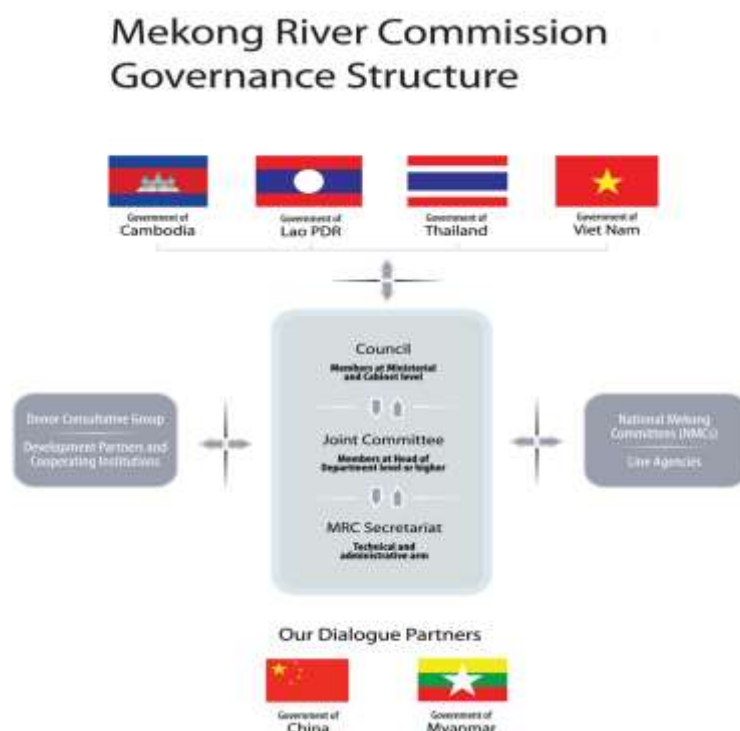 Mekong River Commission
Governance Structure
Government of
Cambodia
Government of
Lao PDR
Government of
Thailand
Government of
Viet Nam
Council
Members at Ministerial
and Cabinet level
Donor Consultative Group
Development Partners and
Cooperating Institutions
Joint Committee
Members at Head of
Department level or higher
National Mekong
Committees (NMCs)
Line Agencies
MRC Secretariat
Technical and
administrative arm
Our Dialogue Partners
Government of
China
Government of
Myanmar